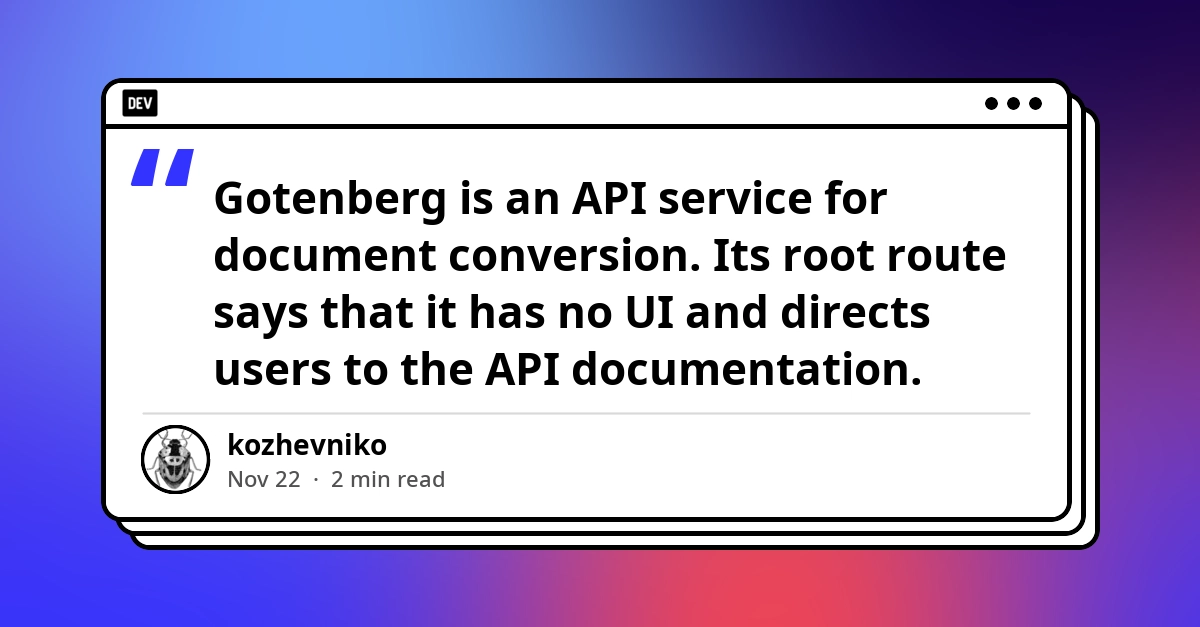 DEV
“
Gotenberg is an API service for
document conversion. Its root route
says that it has no UI and directs
users to the API documentation.
kozhevniko
Nov 22 · 2 min read